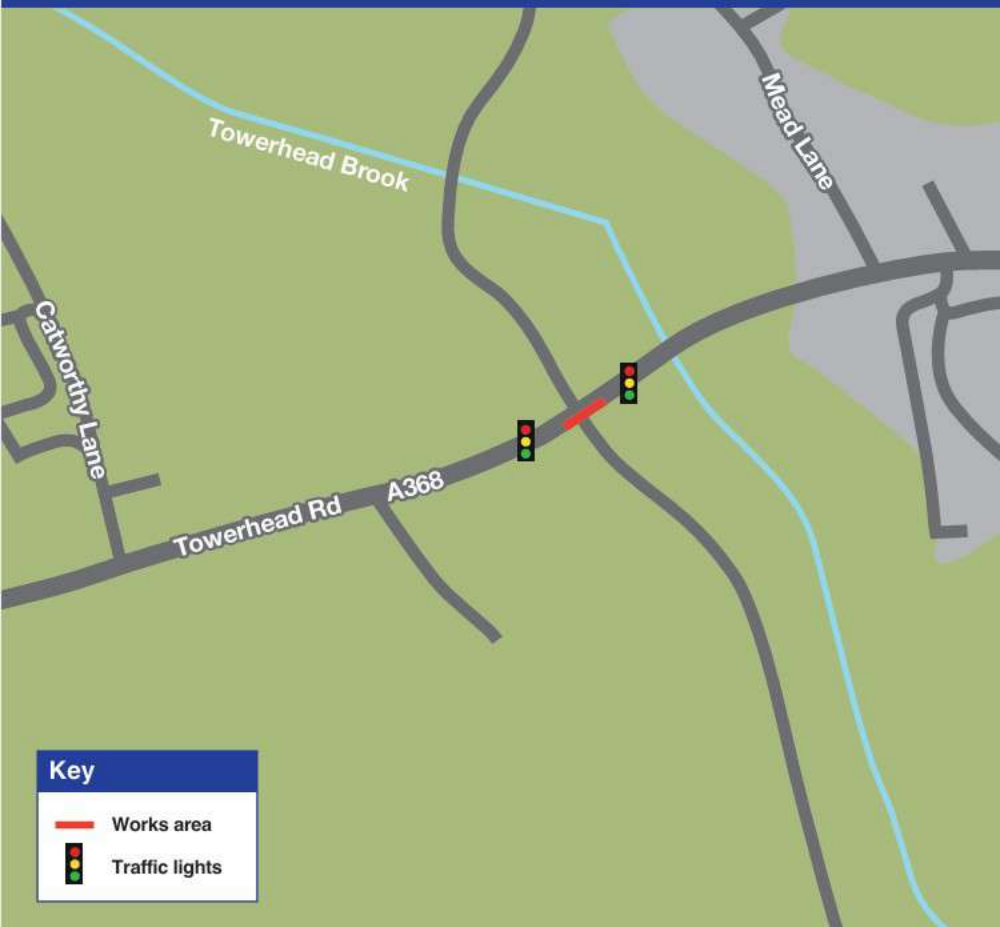 Towerhead Brook
Mead Lane
Catworthy Lane
Towerhead Rd
A368
Key
Works area
Traffic lights